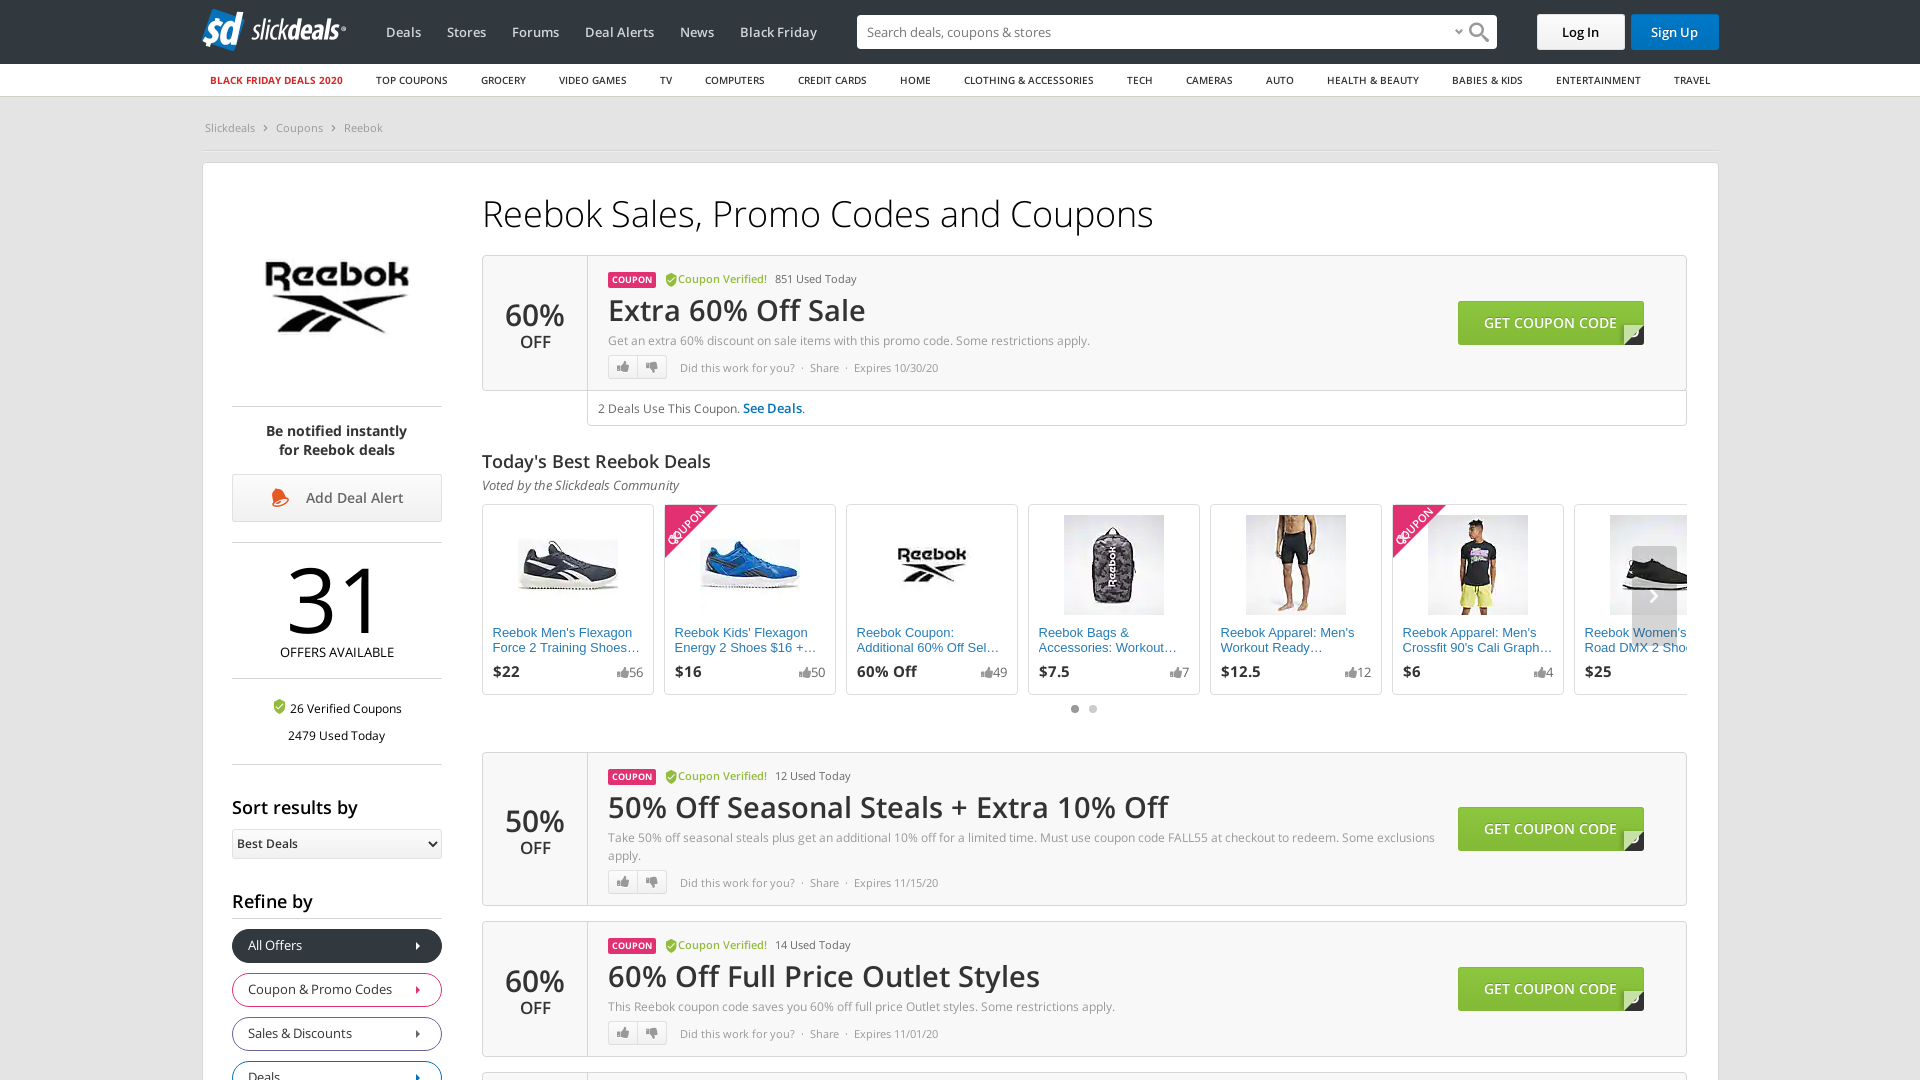 sd slickdeals
Deals Stores Forums Deal Alerts News Black Friday
Search deals, coupons & stores
Log In Sign Up
BLACK FRIDAY DEALS 2020 TOP COUPONS GROCERY VIDEO GAMES TV COMPUTERS CREDIT CARDS HOME CLOTHING & ACCESSORIES TECH CAMERAS AUTO HEALTH & BEAUTY BABIES & KIDS ENTERTAINMENT TRAVEL
Slickdeals Coupons Reebok
Reebok
Be notified instantly
for Reebok deals
Add Deal Alert
31
OFFERS AVAILABLE
26 Verified Coupons
2479 Used Today
Sort results by
Best Deals
Refine by
All Offers
Coupon & Promo Codes
Sales & Discounts
Deals
Reebok Sales, Promo Codes and Coupons
60%
OFF
COUPON Coupon Verified! 851 Used Today
Extra 60% Off Sale
Get an extra 60% discount on sale items with this promo code. Some restrictions apply.
Did this work for you? · Share · Expires 10/30/20
GET COUPON CODE
2 Deals Use This Coupon. See Deals.
Today's Best Reebok Deals
Voted by the Slickdeals Community
Reebok Men's Flexagon
Force 2 Training Shoes…
$22 56
COUPON
Reebok Kids' Flexagon
Energy 2 Shoes $16 +…
$16 50
Reebok
Reebok Coupon:
Additional 60% Off Sel…
60% Off 49
Reebok
Reebok Bags &
Accessories: Workout…
$7.5 7
Reebok Apparel: Men's
Workout Ready…
$12.5 12
COUPON
Reebok Apparel: Men's
Crossfit 90's Cali Graph…
$6 4
Reebok Women's
Road DMX 2 Sho
$25
50%
OFF
COUPON Coupon Verified! 12 Used Today
50% Off Seasonal Steals + Extra 10% Off
Take 50% off seasonal steals plus get an additional 10% off for a limited time. Must use coupon code FALL55 at checkout to redeem. Some exclusions
apply.
Did this work for you? · Share · Expires 11/15/20
GET COUPON CODE
60%
OFF
COUPON Coupon Verified! 14 Used Today
60% Off Full Price Outlet Styles
This Reebok coupon code saves you 60% off full price Outlet styles. Some restrictions apply.
Did this work for you? · Share · Expires 11/01/20
GET COUPON CODE